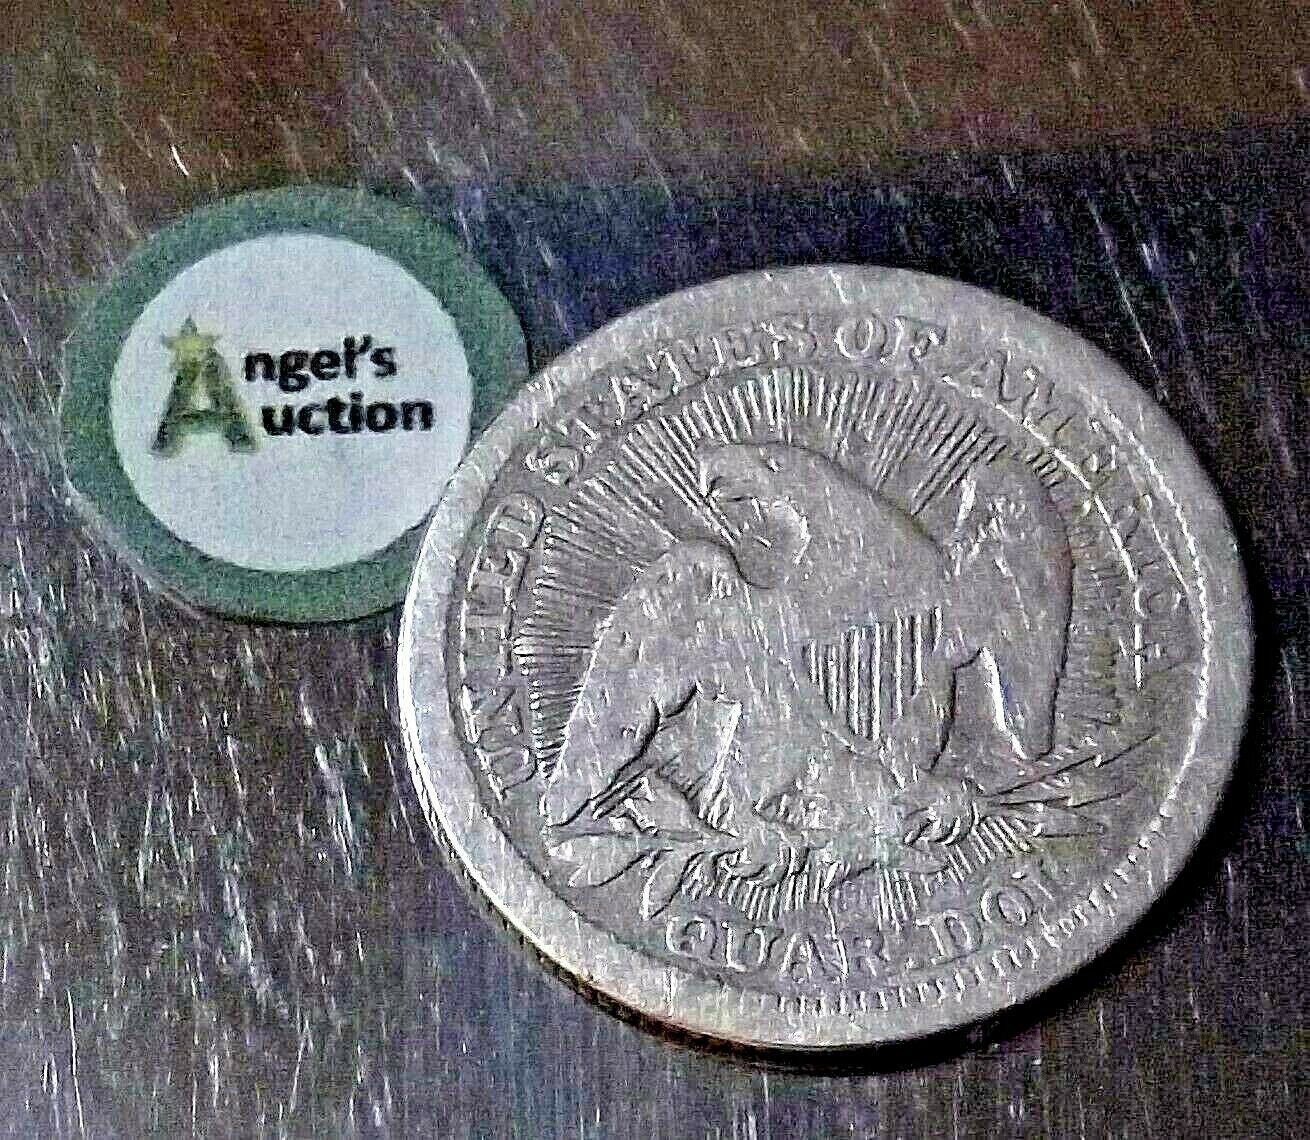 Angel's
Auction
UNITED STATES OF AMERICA
QUAR. DOL